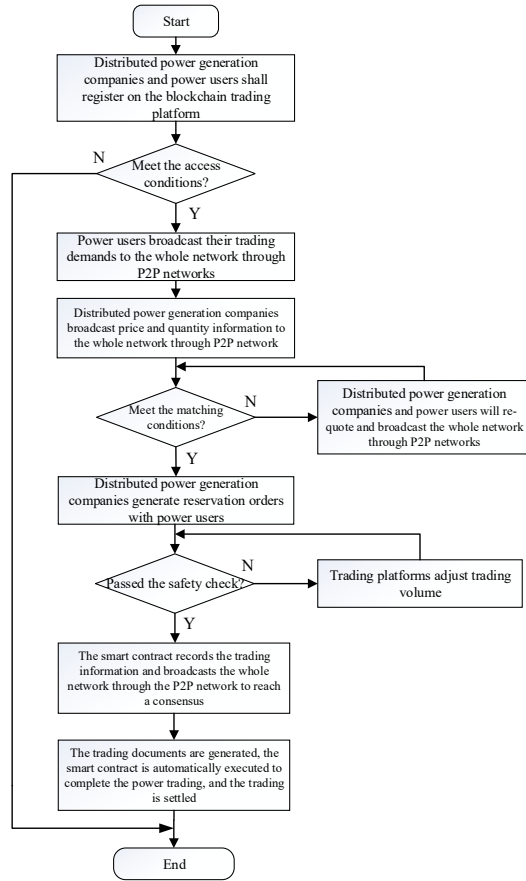 Start
Distributed power generation
companies and power users shall
register on the blockchain trading
platform
N
Meet the access
conditions?
Y
Power users broadcast their trading
demands to the whole network through
P2P networks
Distributed power generation companies
broadcast price and quantity information to
the whole network through P2P network
Meet the matching
conditions?
N
Distributed power generation
companies and power users will re-
quote and broadcast the whole network
through P2P networks
Y
Distributed power generation
companies generate reservation orders
with power users
Passed the safety check?
N
Trading platforms adjust trading
volume
Y
The smart contract records the trading
information and broadcasts the whole
network through the P2P network to reach
a consensus
The trading documents are generated, the
smart contract is automatically executed to
complete the power trading, and the trading
is settled
End